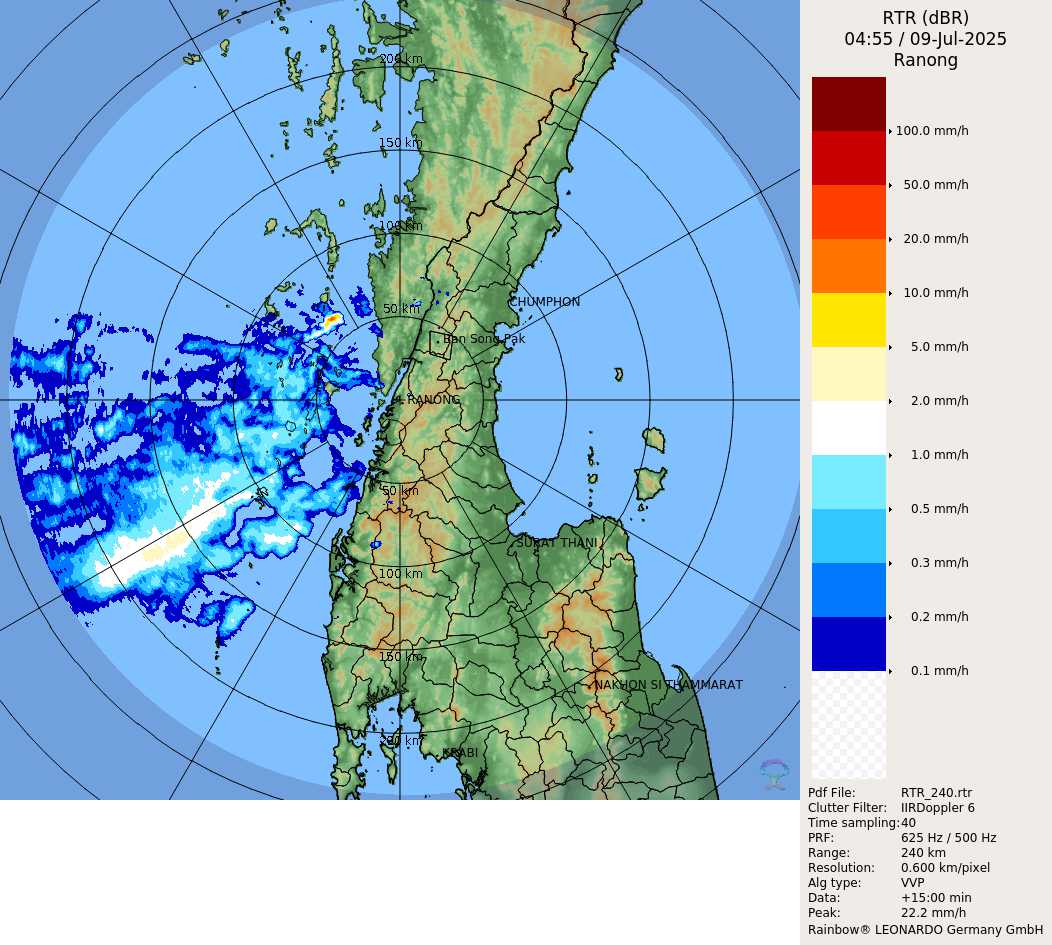 RTR (dBR)
04:55 / 09-Jul-2025
Ranong
100.0 mm/h
50.0 mm/h
20.0 mm/h
10.0 mm/h
5.0 mm/h
2.0 mm/h
1.0 mm/h
0.5 mm/h
0.3 mm/h
0.2 mm/h
0.1 mm/h
Pdf File: RTR_240.rtr
Clutter Filter: IIRDoppler 6
Time sampling: 40
PRF: 625 Hz / 500 Hz
Range: 240 km
Resolution: 0.600 km/pixel
Alg type: VVP
Data: +15:00 min
Peak: 22.2 mm/h
Rainbow® LEONARDO Germany GmbH
200 km
150 km
100 km
CHUMPHON
50 km
Ban Song Pak
RANONG
50 km
SURAT THANI
100 km
150 km
NAKHON SI THAMMARAT
200 km
KRABI